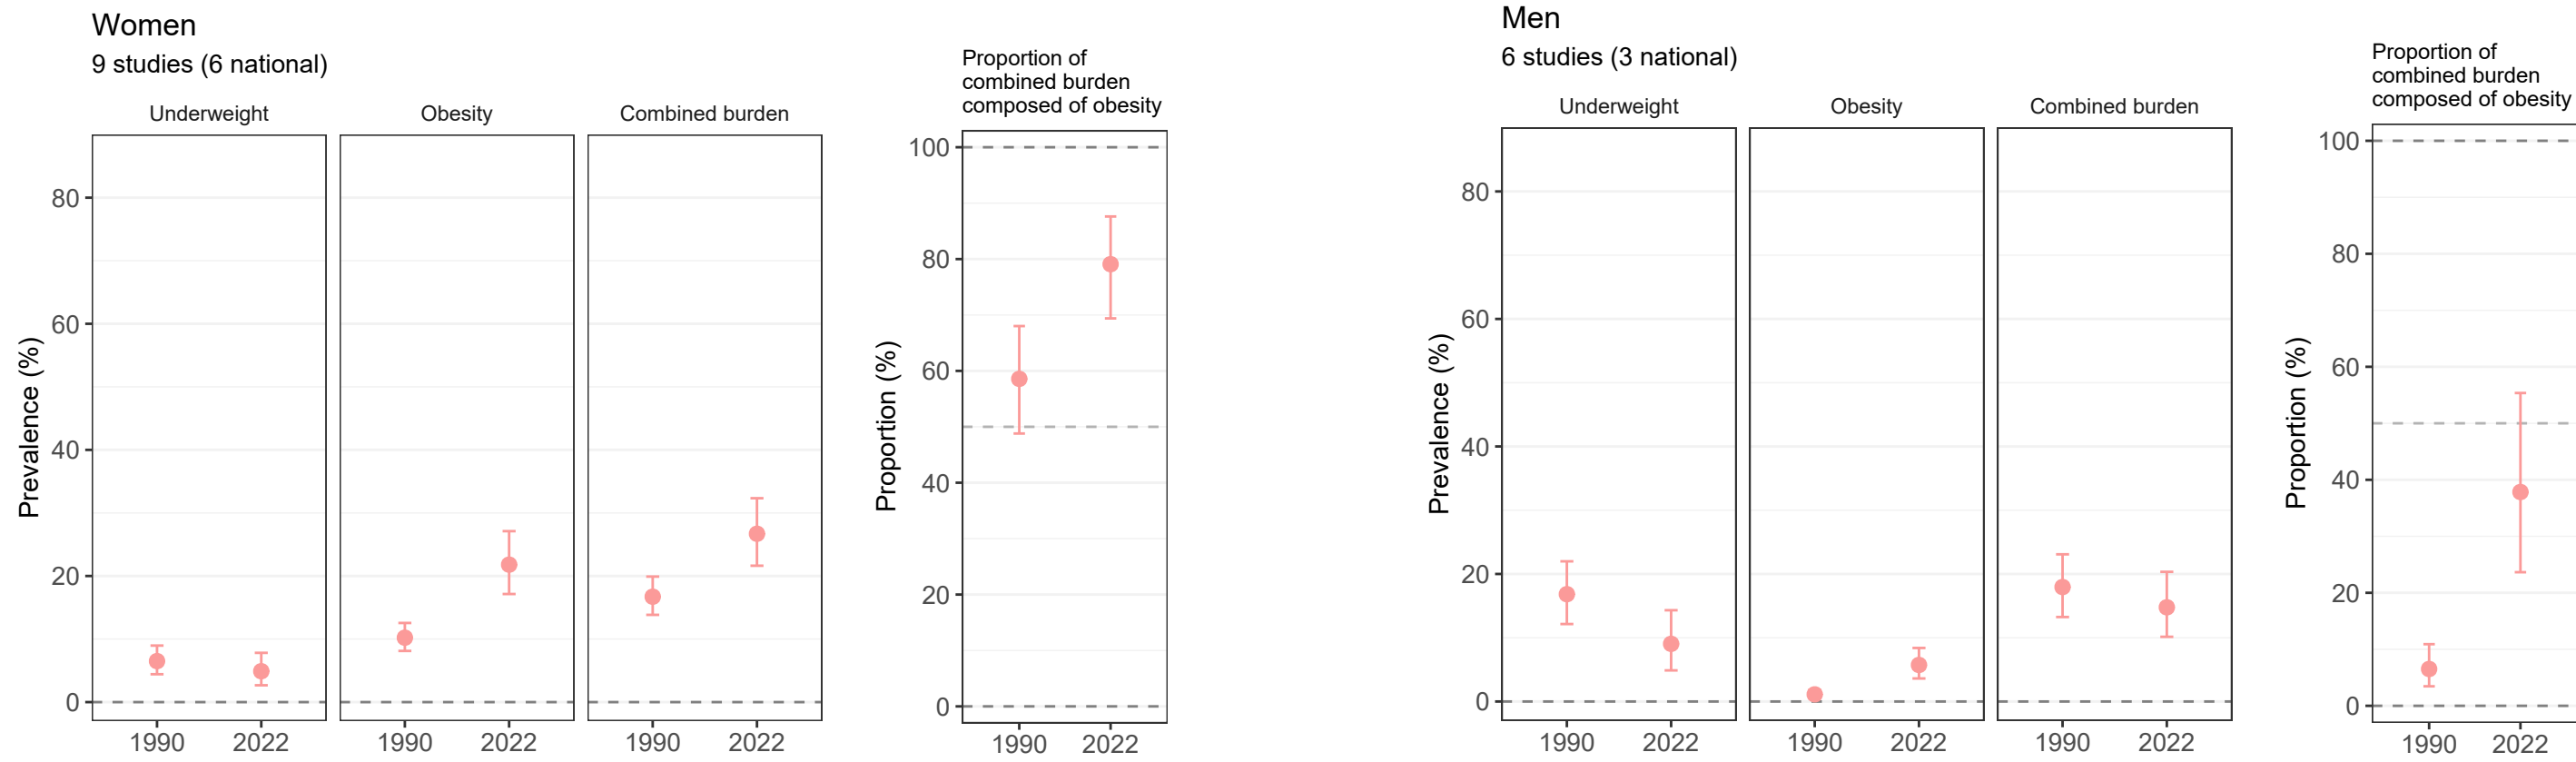 Women
9 studies (6 national)
Underweight
Obesity
Combined burden
Prevalence (%)
80
60
40
20
0
1990 2022
1990 2022
1990 2022
Proportion of
combined burden
composed of obesity
Proportion (%)
100
80
60
40
20
0
1990 2022
Men
6 studies (3 national)
Underweight
Obesity
Combined burden
Prevalence (%)
80
60
40
20
0
1990 2022
1990 2022
1990 2022
Proportion of
combined burden
composed of obesity
Proportion (%)
100
80
60
40
20
0
1990 2022